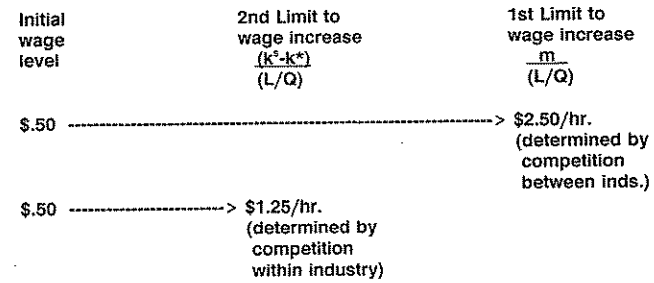 Initial wage level
2nd Limit to wage increase
(kˢ-k*)
(L/Q)
1st Limit to wage increase
m
(L/Q)
$.50 ------------------------------------------------> $2.50/hr.
(determined by
competition
between inds.)
$.50 -----------------> $1.25/hr.
(determined by
competition
within industry)